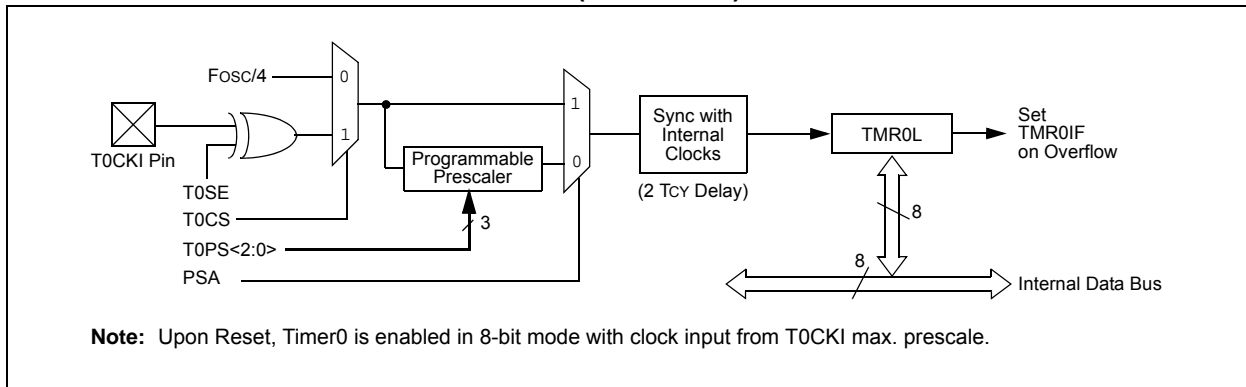 FOSC/4
0
1
T0CKI Pin
T0SE
T0CS
T0PS<2:0>
PSA
Programmable
Prescaler
3
1
0
Sync with
Internal
Clocks
(2 TCY Delay)
TMR0L
Set
TMR0IF
on Overflow
8
8
Internal Data Bus
Note: Upon Reset, Timer0 is enabled in 8-bit mode with clock input from T0CKI max. prescale.